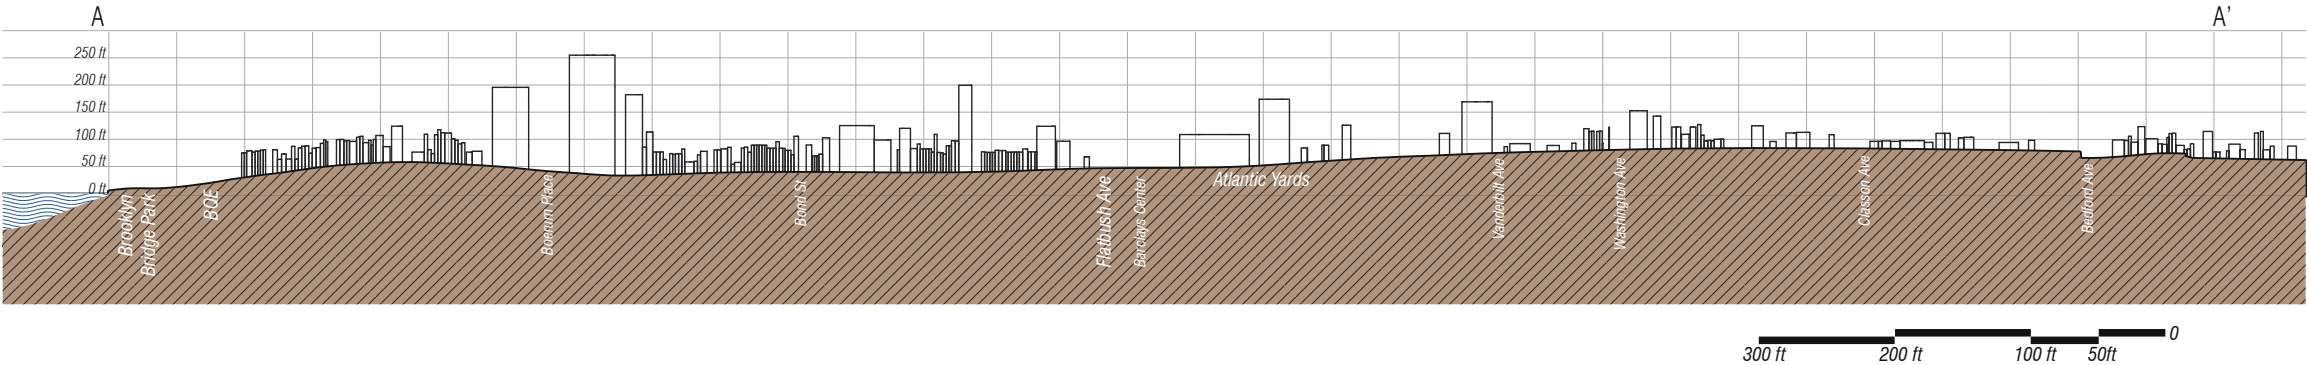 A
A'
250 ft
200 ft
150 ft
100 ft
50 ft
0 ft
Brooklyn
Bridge Park
BQE
Boerum Place
Bond St.
Flatbush Ave
Barclays Center
Atlantic Yards
Vanderbilt Ave
Washington Ave
Classon Ave
Bedford Ave
0
300 ft
200 ft
100 ft
50ft